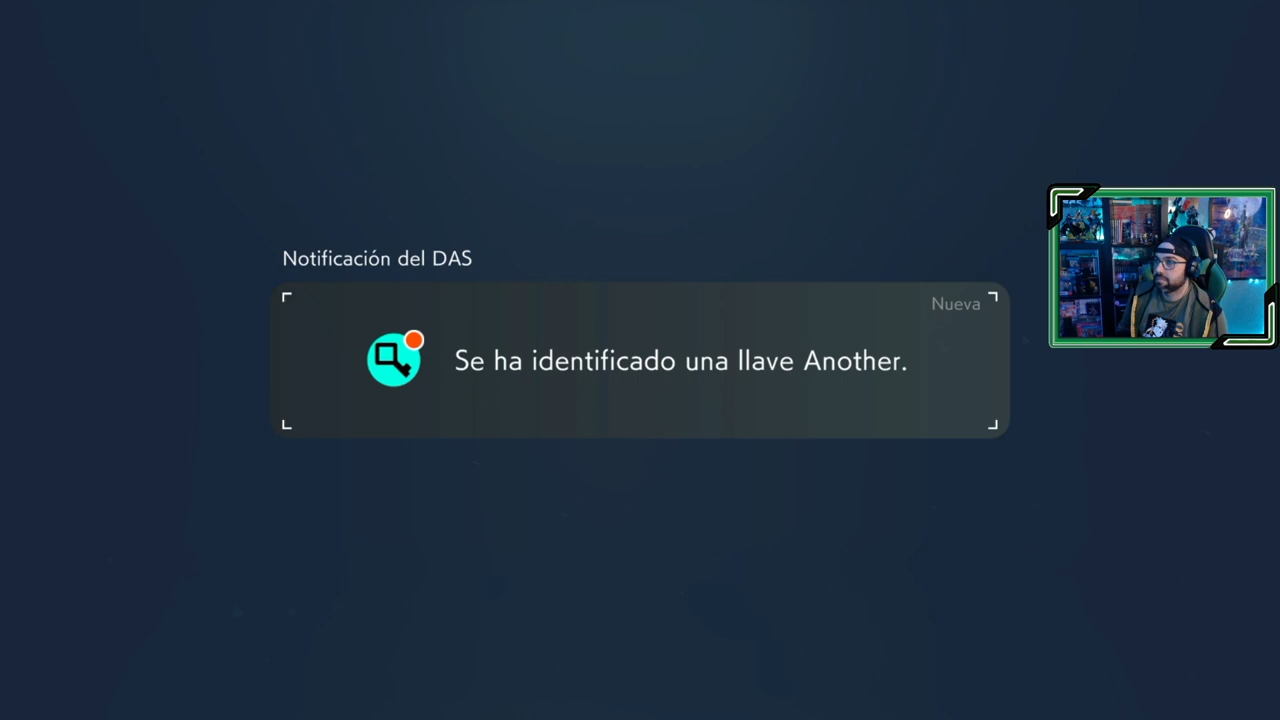 Notificación del DAS
Nueva
Se ha identificado una llave Another.